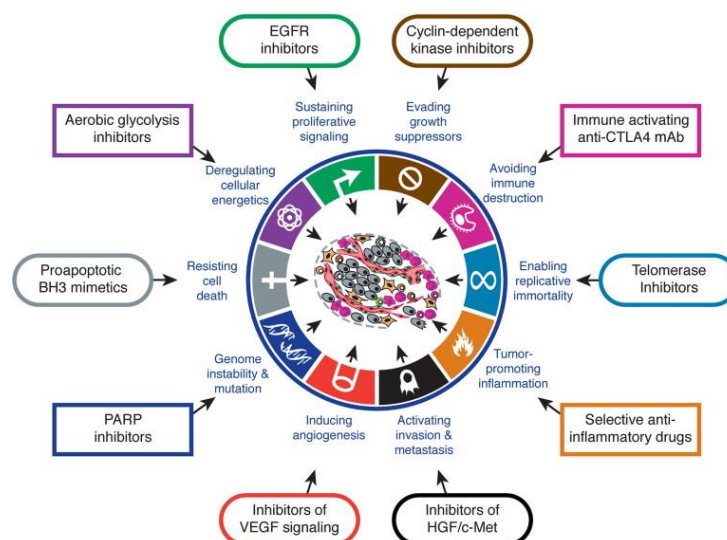 EGFR
inhibitors
Cyclin-dependent
kinase inhibitors
Sustaining
proliferative
signaling
Evading
growth
suppressors
Aerobic glycolysis
inhibitors
Immune activating
anti-CTLA4 mAb
Deregulating
cellular
energetics
Avoiding
immune
destruction
Proapoptotic
BH3 mimetics
Resisting
cell
death
Enabling
replicative
immortality
Telomerase
Inhibitors
Genome
instability &
mutation
Tumor-
promoting
inflammation
PARP
inhibitors
Inducing
angiogenesis
Activating
invasion &
metastasis
Selective anti-
inflammatory drugs
Inhibitors of
VEGF signaling
Inhibitors of
HGF/c-Met